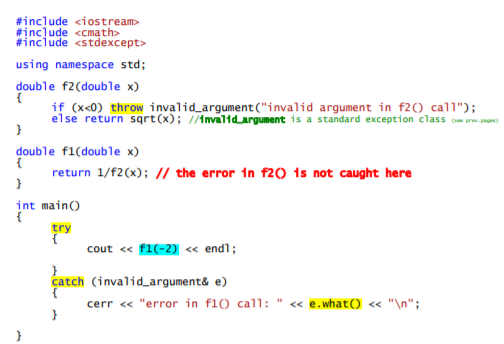 #include <iostream>
#include <cmath>
#include <stdexcept>
using namespace std;
double f2(double x)
{
if (x<0) throw invalid_argument("invalid argument in f2() call");
else return sqrt(x); //invalid_argument is a standard exception class (see prev.pages)
}
double f1(double x)
{
return 1/f2(x); // the error in f2() is not caught here
}
int main()
{
try
{
cout << f1(-2) << endl;
}
catch (invalid_argument& e)
{
cerr << "error in f1() call: " << e.what() << "\n";
}
}